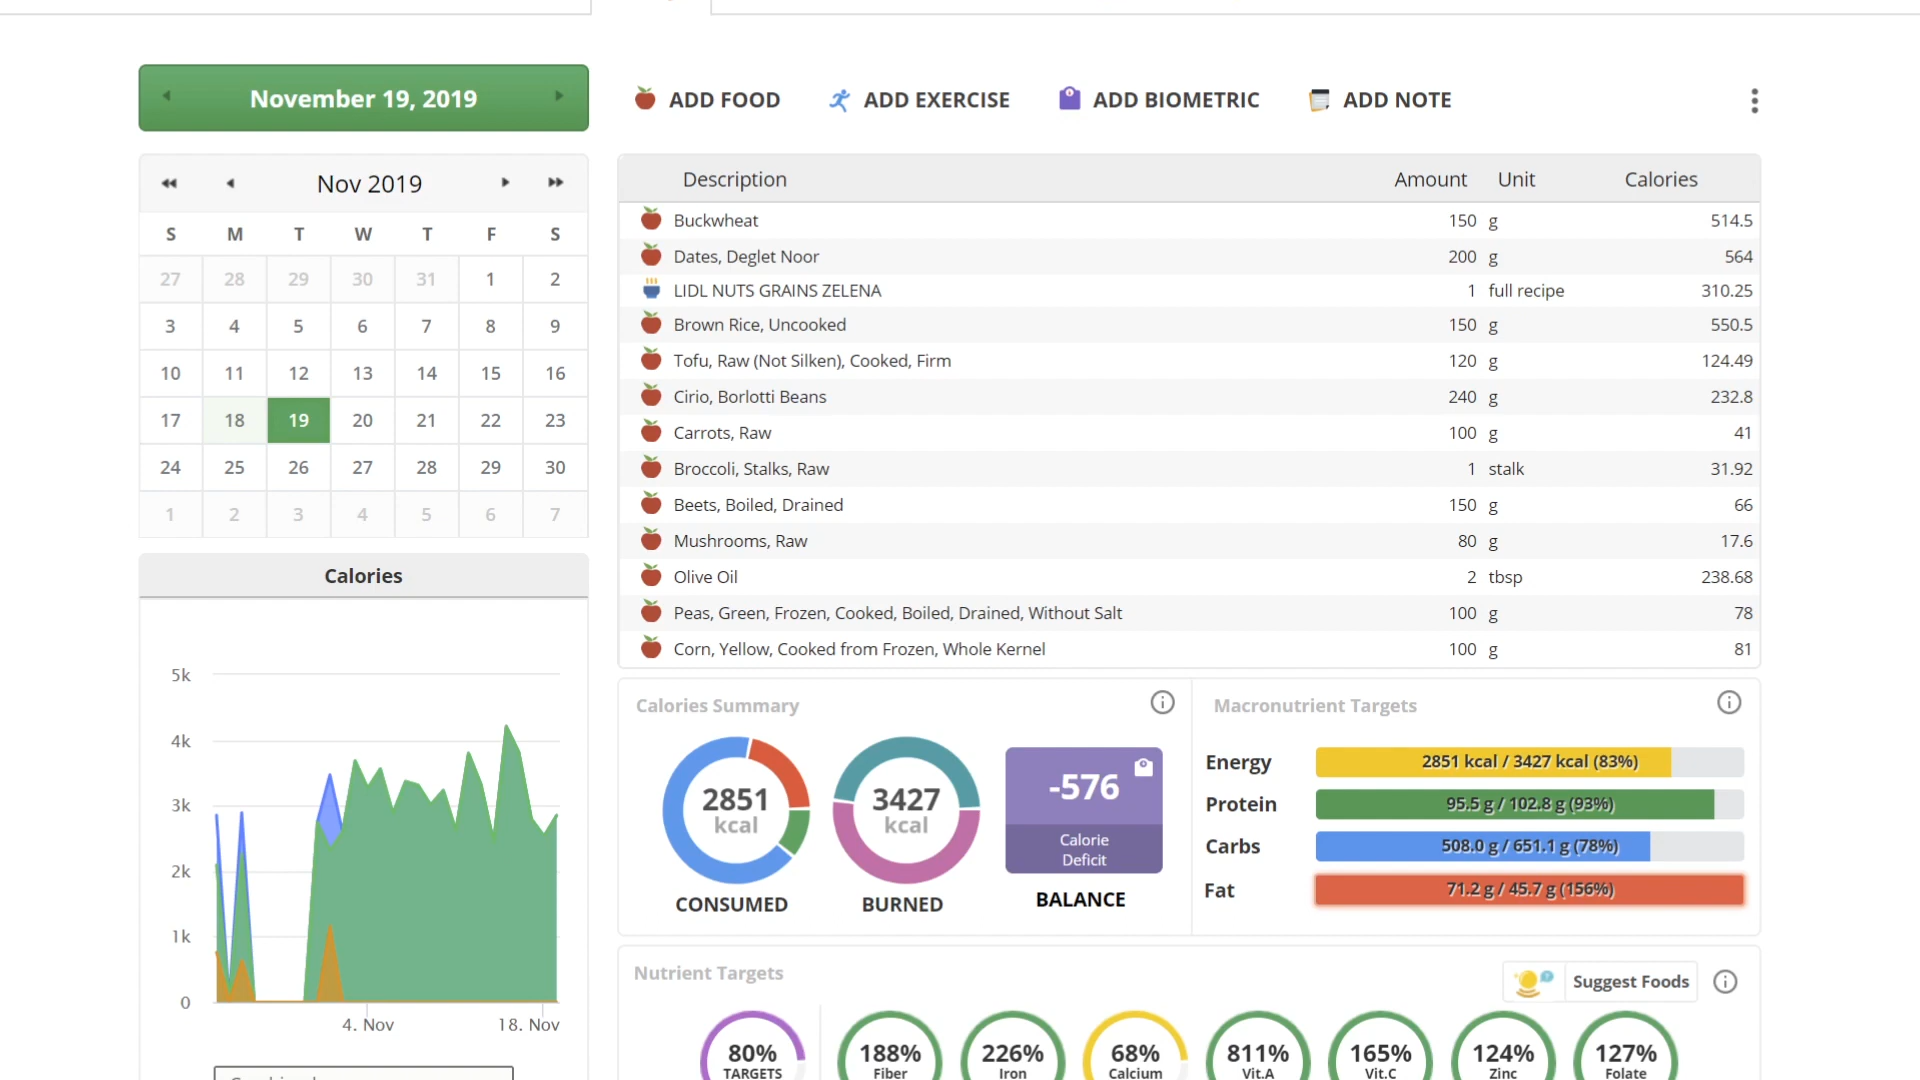 November 19, 2019
ADD FOOD ADD EXERCISE ADD BIOMETRIC ADD NOTE
Nov 2019
S M T W T F S
27 28 29 30 31 1 2
3 4 5 6 7 8 9
10 11 12 13 14 15 16
17 18 19 20 21 22 23
24 25 26 27 28 29 30
1 2 3 4 5 6 7
Calories
5k
4k
3k
2k
1k
0
4. Nov 18. Nov
Description Amount Unit Calories
Buckwheat 150 g 514.5
Dates, Deglet Noor 200 g 564
LIDL NUTS GRAINS ZELENA 1 full recipe 310.25
Brown Rice, Uncooked 150 g 550.5
Tofu, Raw (Not Silken), Cooked, Firm 120 g 124.49
Cirio, Borlotti Beans 240 g 232.8
Carrots, Raw 100 g 41
Broccoli, Stalks, Raw 1 stalk 31.92
Beets, Boiled, Drained 150 g 66
Mushrooms, Raw 80 g 17.6
Olive Oil 2 tbsp 238.68
Peas, Green, Frozen, Cooked, Boiled, Drained, Without Salt 100 g 78
Corn, Yellow, Cooked from Frozen, Whole Kernel 100 g 81
Calories Summary
2851
kcal
CONSUMED
3427
kcal
BURNED
-576
Calorie
Deficit
BALANCE
Macronutrient Targets
Energy 2851 kcal / 3427 kcal (83%)
Protein 95.5 g / 102.8 g (93%)
Carbs 508.0 g / 651.1 g (78%)
Fat 71.2 g / 45.7 g (156%)
Nutrient Targets
Suggest Foods
80% 188% 226% 68% 811% 165% 124% 127%
TARGETS Fiber Iron Calcium Vit.A Vit.C Zinc Folate